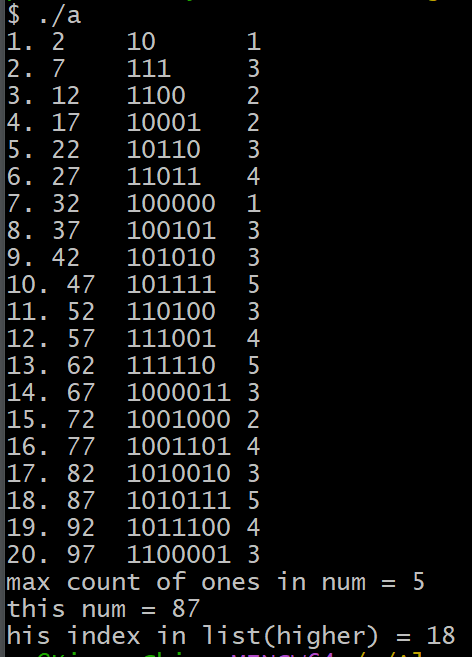 $ ./a
1. 2 10 1
2. 7 111 3
3. 12 1100 2
4. 17 10001 2
5. 22 10110 3
6. 27 11011 4
7. 32 100000 1
8. 37 100101 3
9. 42 101010 3
10. 47 101111 5
11. 52 110100 3
12. 57 111001 4
13. 62 111110 5
14. 67 1000011 3
15. 72 1001000 2
16. 77 1001101 4
17. 82 1010010 3
18. 87 1010111 5
19. 92 1011100 4
20. 97 1100001 3
max count of ones in num = 5
this num = 87
his index in list(higher) = 18